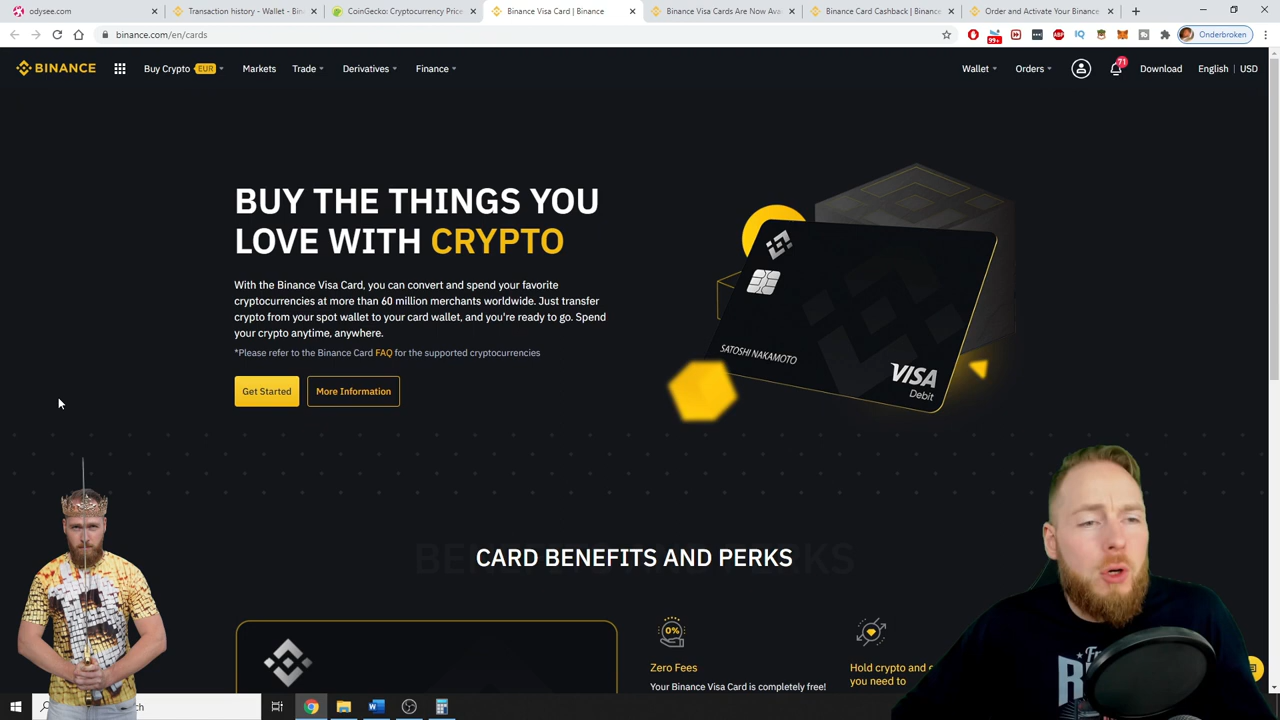 odysee.com
Transaction history - Wallet - Bin
CoinGecko: Cryptocurrency Price
Binance Visa Card | Binance
Binance Visa Cards Are Now Ava
Binance Card Cashback | Binance
Order and Activate Your Binance
binance.com/en/cards
99+
ABP
IQ
Onderbroken
BINANCE
Buy Crypto EUR
Markets
Trade
Derivatives
Finance
Wallet
Orders
71
Download
English | USD
BUY THE THINGS YOU
LOVE WITH CRYPTO
With the Binance Visa Card, you can convert and spend your favorite
cryptocurrencies at more than 60 million merchants worldwide. Just transfer
crypto from your spot wallet to your card wallet, and you're ready to go. Spend
your crypto anytime, anywhere.
*Please refer to the Binance Card FAQ for the supported cryptocurrencies
Get Started
More Information
SATOSHI NAKAMOTO
VISA
Debit
CARD BENEFITS AND PERKS
0%
Zero Fees
Your Binance Visa Card is completely free!
Hold crypto and
you need to